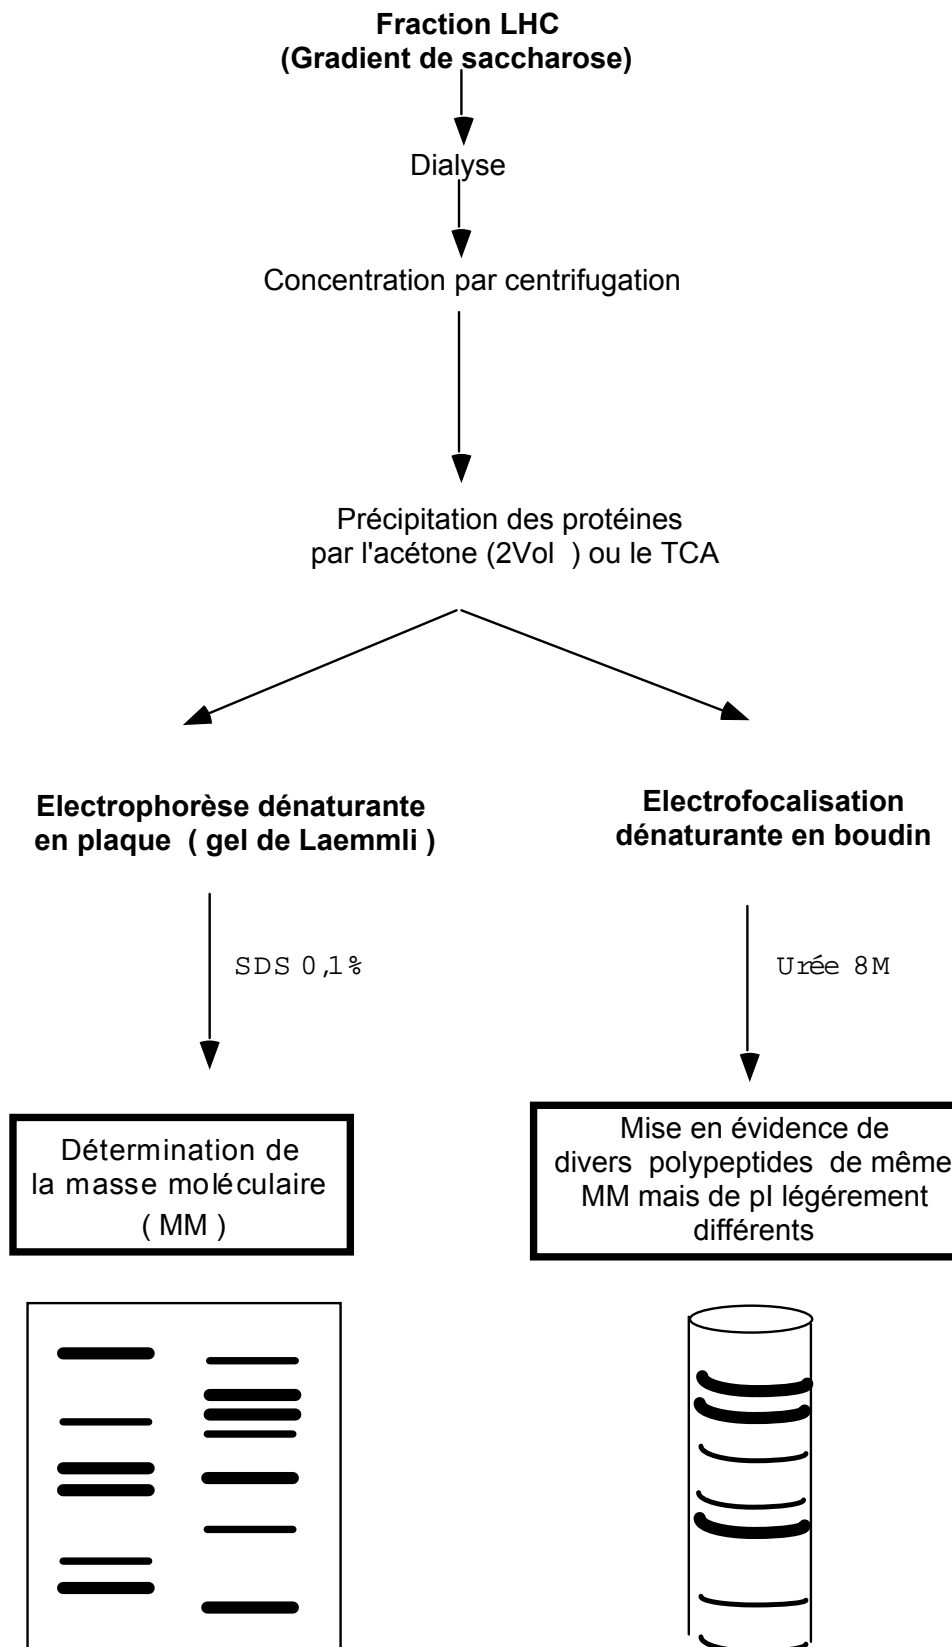 Fraction LHC
(Gradient de saccharose)
Dialyse
Concentration par centrifugation
Précipitation des protéines
par l'acétone (2Vol ) ou le TCA
Electrophorèse dénaturante
en plaque ( gel de Laemmli )
SDS 0,1%
Détermination de
la masse moléculaire
( MM )
Electrofocalisation
dénaturante en boudin
Urée 8M
Mise en évidence de
divers polypeptides de même
MM mais de pI légérement
différents